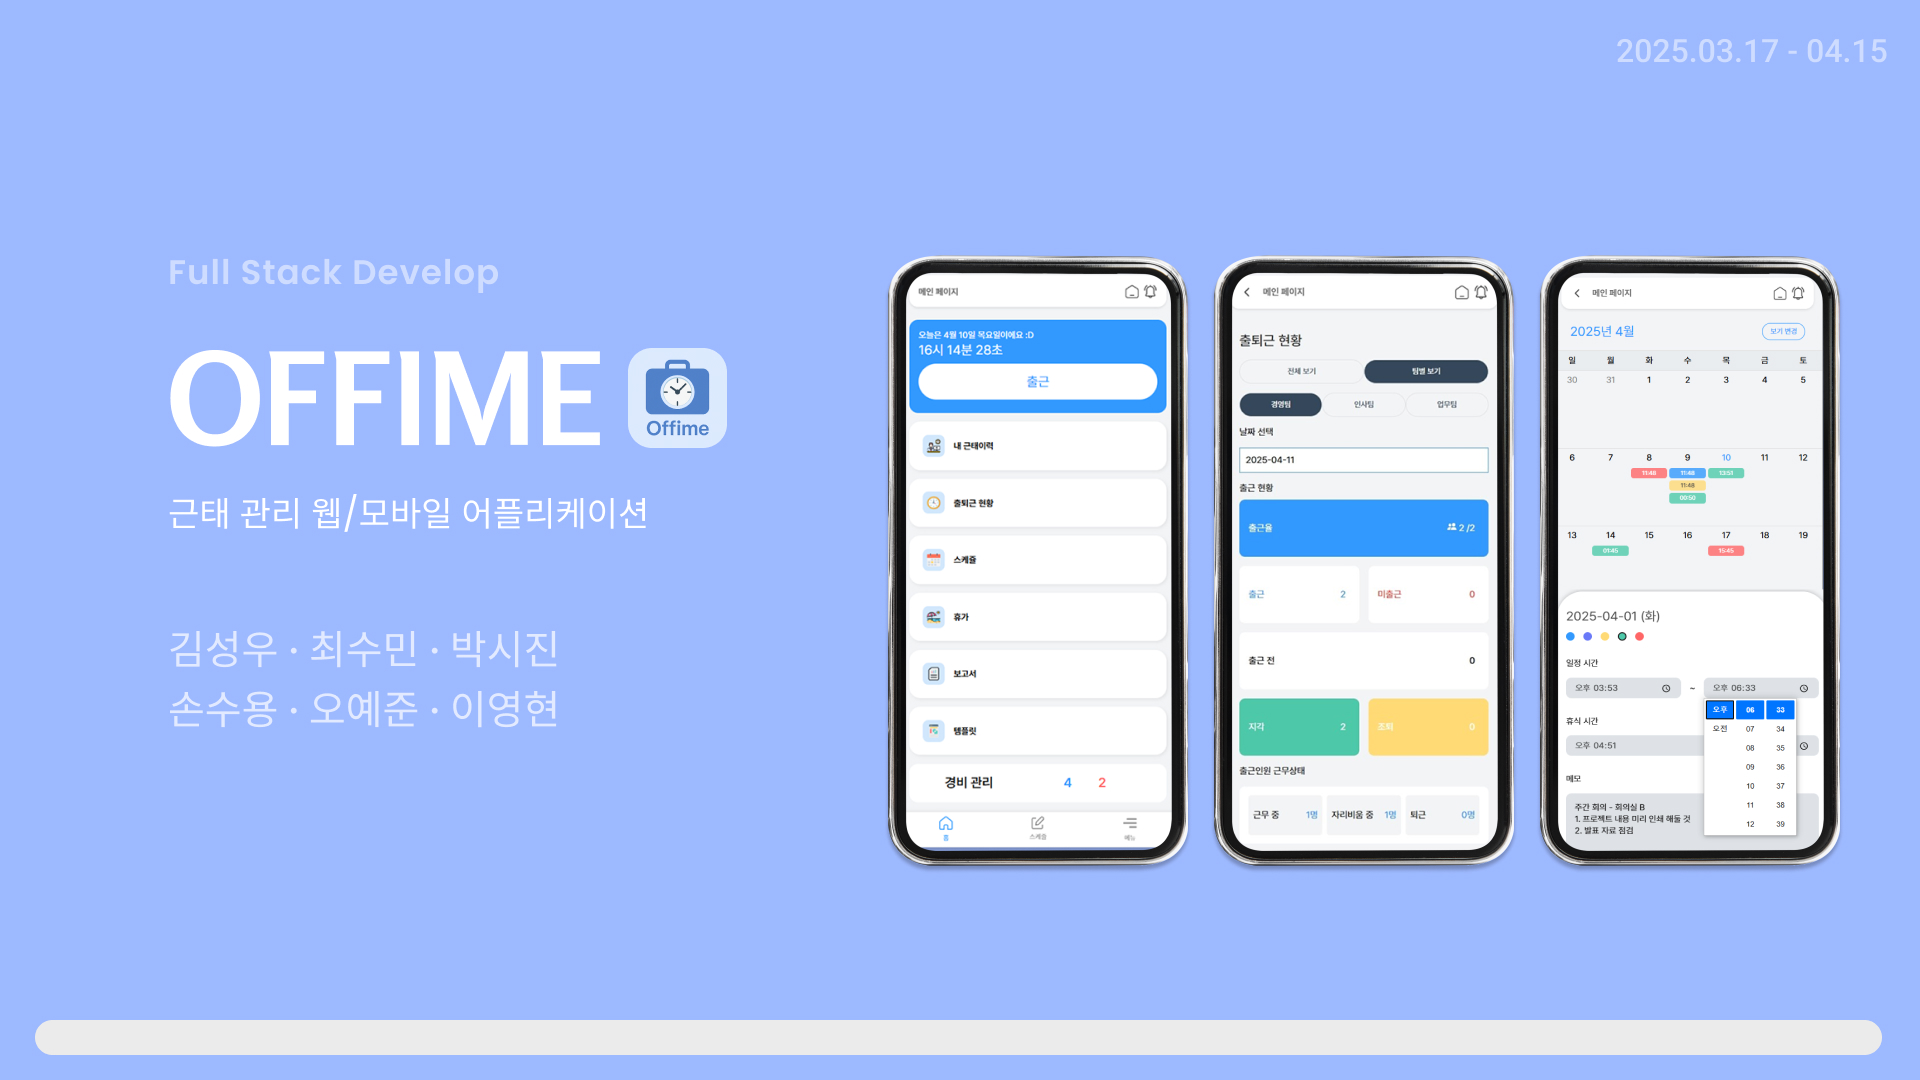 2025.03.17 - 04.15
Full Stack Develop
OFFIME
Offime
근태 관리 웹/모바일 어플리케이션
김성우 · 최수민 · 박시진
손수용 · 오예준 · 이영현
메인 페이지
오늘은 4월 10일 목요일이에요 :D
16시 14분 28초
출근
내 근태이력
출퇴근 현황
스케줄
휴가
보고서
템플릿
경비 관리 4 2
홈 스케줄 메뉴
메인 페이지
출퇴근 현황
전체 보기 팀별 보기
경영팀 인사팀 업무팀
날짜 선택
2025-04-11
출근 현황
출근율 2 /2
출근 2 미출근 0
출근 전 0
지각 2 조퇴 0
출근인원 근무상태
근무 중 1명 자리비움 중 1명 퇴근 0명
메인 페이지
2025년 4월 보기 변경
일 월 화 수 목 금 토
30 31 1 2 3 4 5
6 7 8 9 10 11 12
11:46 11:48 13:51
11:48
00:50
13 14 15 16 17 18 19
01:45 15:45
2025-04-01 (화)
일정 시간
오후 03:53 ~ 오후 06:33
오후 06 33
오전 07 34
휴식 시간
오후 04:51
08 35
09 36
10 37
11 38
12 39
메모
주간 회의 - 회의실 B
1. 프로젝트 내용 미리 인쇄 해둘 것
2. 발표 자료 점검